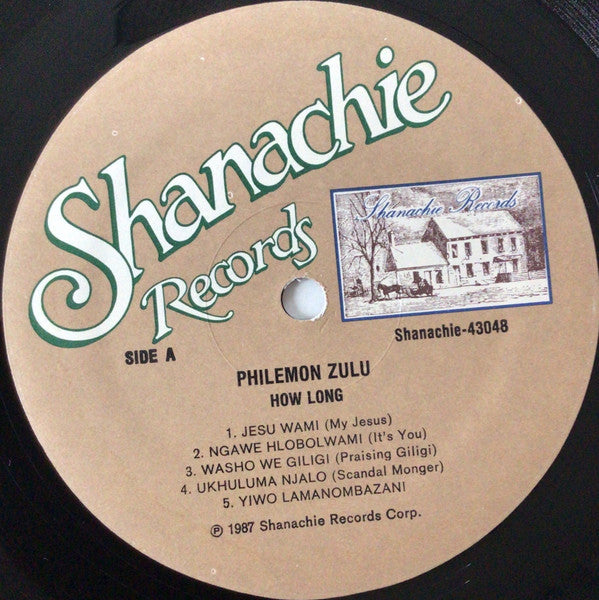 Shanachie
Records
Shanachie Records
SIDE A
Shanachie-43048
PHILEMON ZULU
HOW LONG
1. JESU WAMI (My Jesus)
2. NGAWE HLOBOLWAMI (It's You)
3. WASHO WE GILIGI (Praising Giligi)
4. UKHULUMA NJALO (Scandal Monger)
5. YIWO LAMANOMBAZANI
℗ 1987 Shanachie Records Corp.